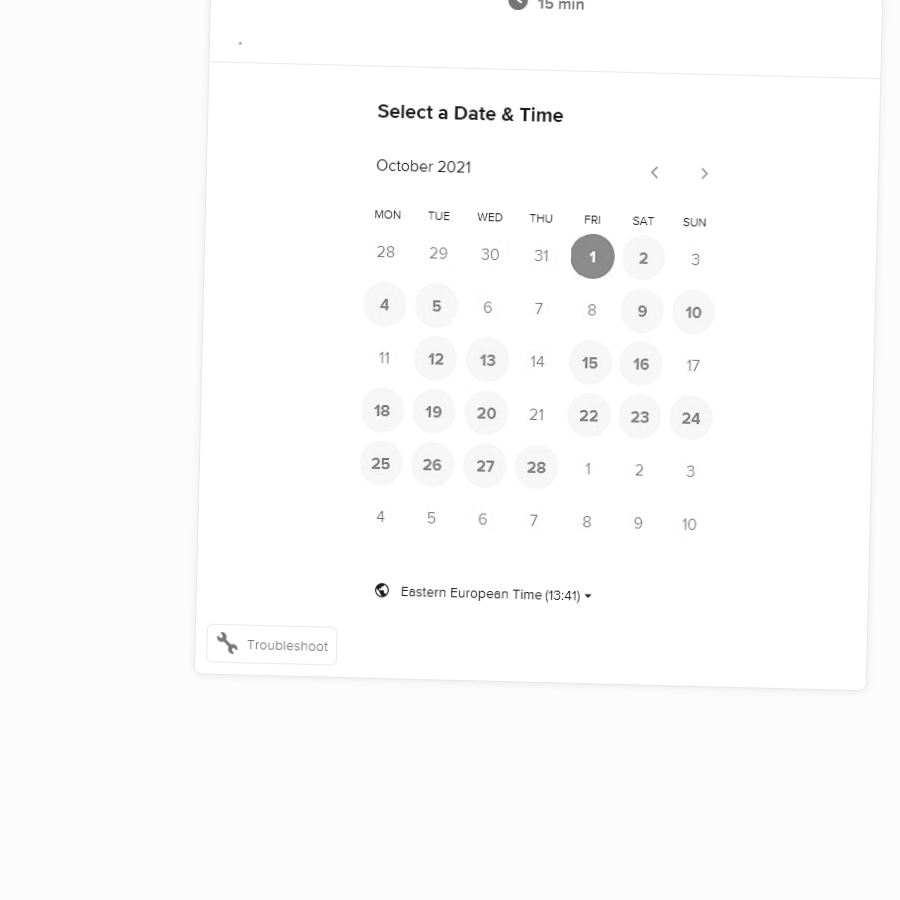 15 min
.
Select a Date & Time
October 2021
MON TUE WED THU FRI SAT SUN
28 29 30 31 1 2 3
4 5 6 7 8 9 10
11 12 13 14 15 16 17
18 19 20 21 22 23 24
25 26 27 28 1 2 3
4 5 6 7 8 9 10
Eastern European Time (13:41)
Troubleshoot